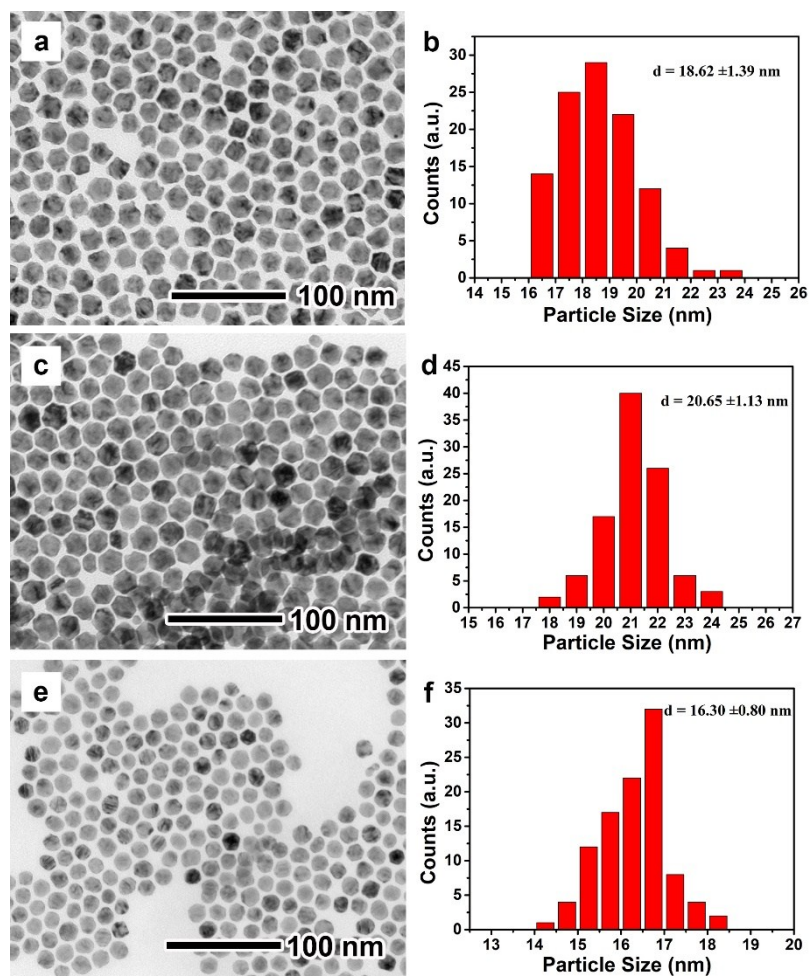 a
100 nm
b
d = 18.62 ±1.39 nm
30
25
20
15
10
5
0
Counts (a.u.)
14 15 16 17 18 19 20 21 22 23 24 25 26
Particle Size (nm)
c
100 nm
d
d = 20.65 ±1.13 nm
45
40
35
30
25
20
15
10
5
0
Counts (a.u.)
15 16 17 18 19 20 21 22 23 24 25 26 27
Particle Size (nm)
e
100 nm
f
d = 16.30 ±0.80 nm
35
30
25
20
15
10
5
0
Counts (a.u.)
13 14 15 16 17 18 19 20
Particle Size (nm)